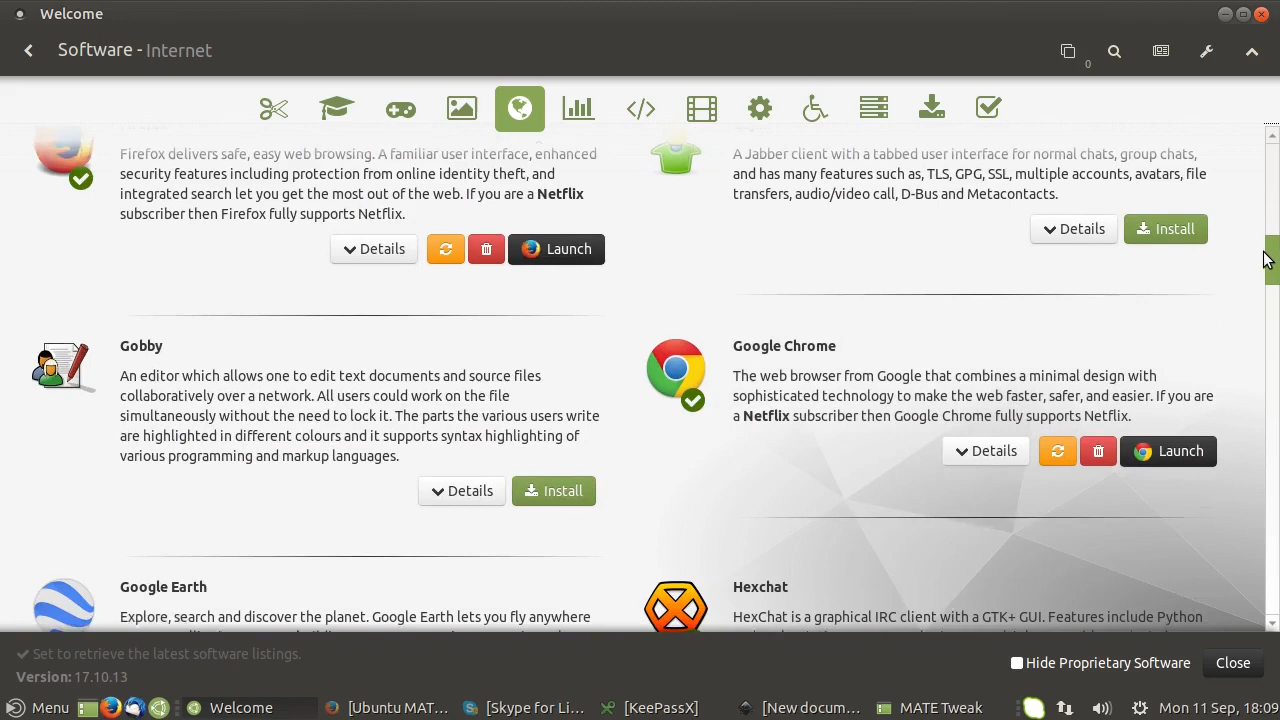 Welcome
Software - Internet
0
Firefox delivers safe, easy web browsing. A familiar user interface, enhanced
security features including protection from online identity theft, and
integrated search let you get the most out of the web. If you are a Netflix
subscriber then Firefox fully supports Netflix.
Details
Launch
A Jabber client with a tabbed user interface for normal chats, group chats,
and has many features such as, TLS, GPG, SSL, multiple accounts, avatars, file
transfers, audio/video call, D-Bus and Metacontacts.
Details
Install
Gobby
An editor which allows one to edit text documents and source files
collaboratively over a network. All users could work on the file
simultaneously without the need to lock it. The parts the various users write
are highlighted in different colours and it supports syntax highlighting of
various programming and markup languages.
Details
Install
Google Chrome
The web browser from Google that combines a minimal design with
sophisticated technology to make the web faster, safer, and easier. If you are
a Netflix subscriber then Google Chrome fully supports Netflix.
Details
Launch
Google Earth
Explore, search and discover the planet. Google Earth lets you fly anywhere
Hexchat
HexChat is a graphical IRC client with a GTK+ GUI. Features include Python
Set to retrieve the latest software listings.
Version: 17.10.13
Hide Proprietary Software
Close
Menu
Welcome
[Ubuntu MAT...
[Skype for Li...
[KeePassX]
[New docum...
MATE Tweak
Mon 11 Sep, 18:09